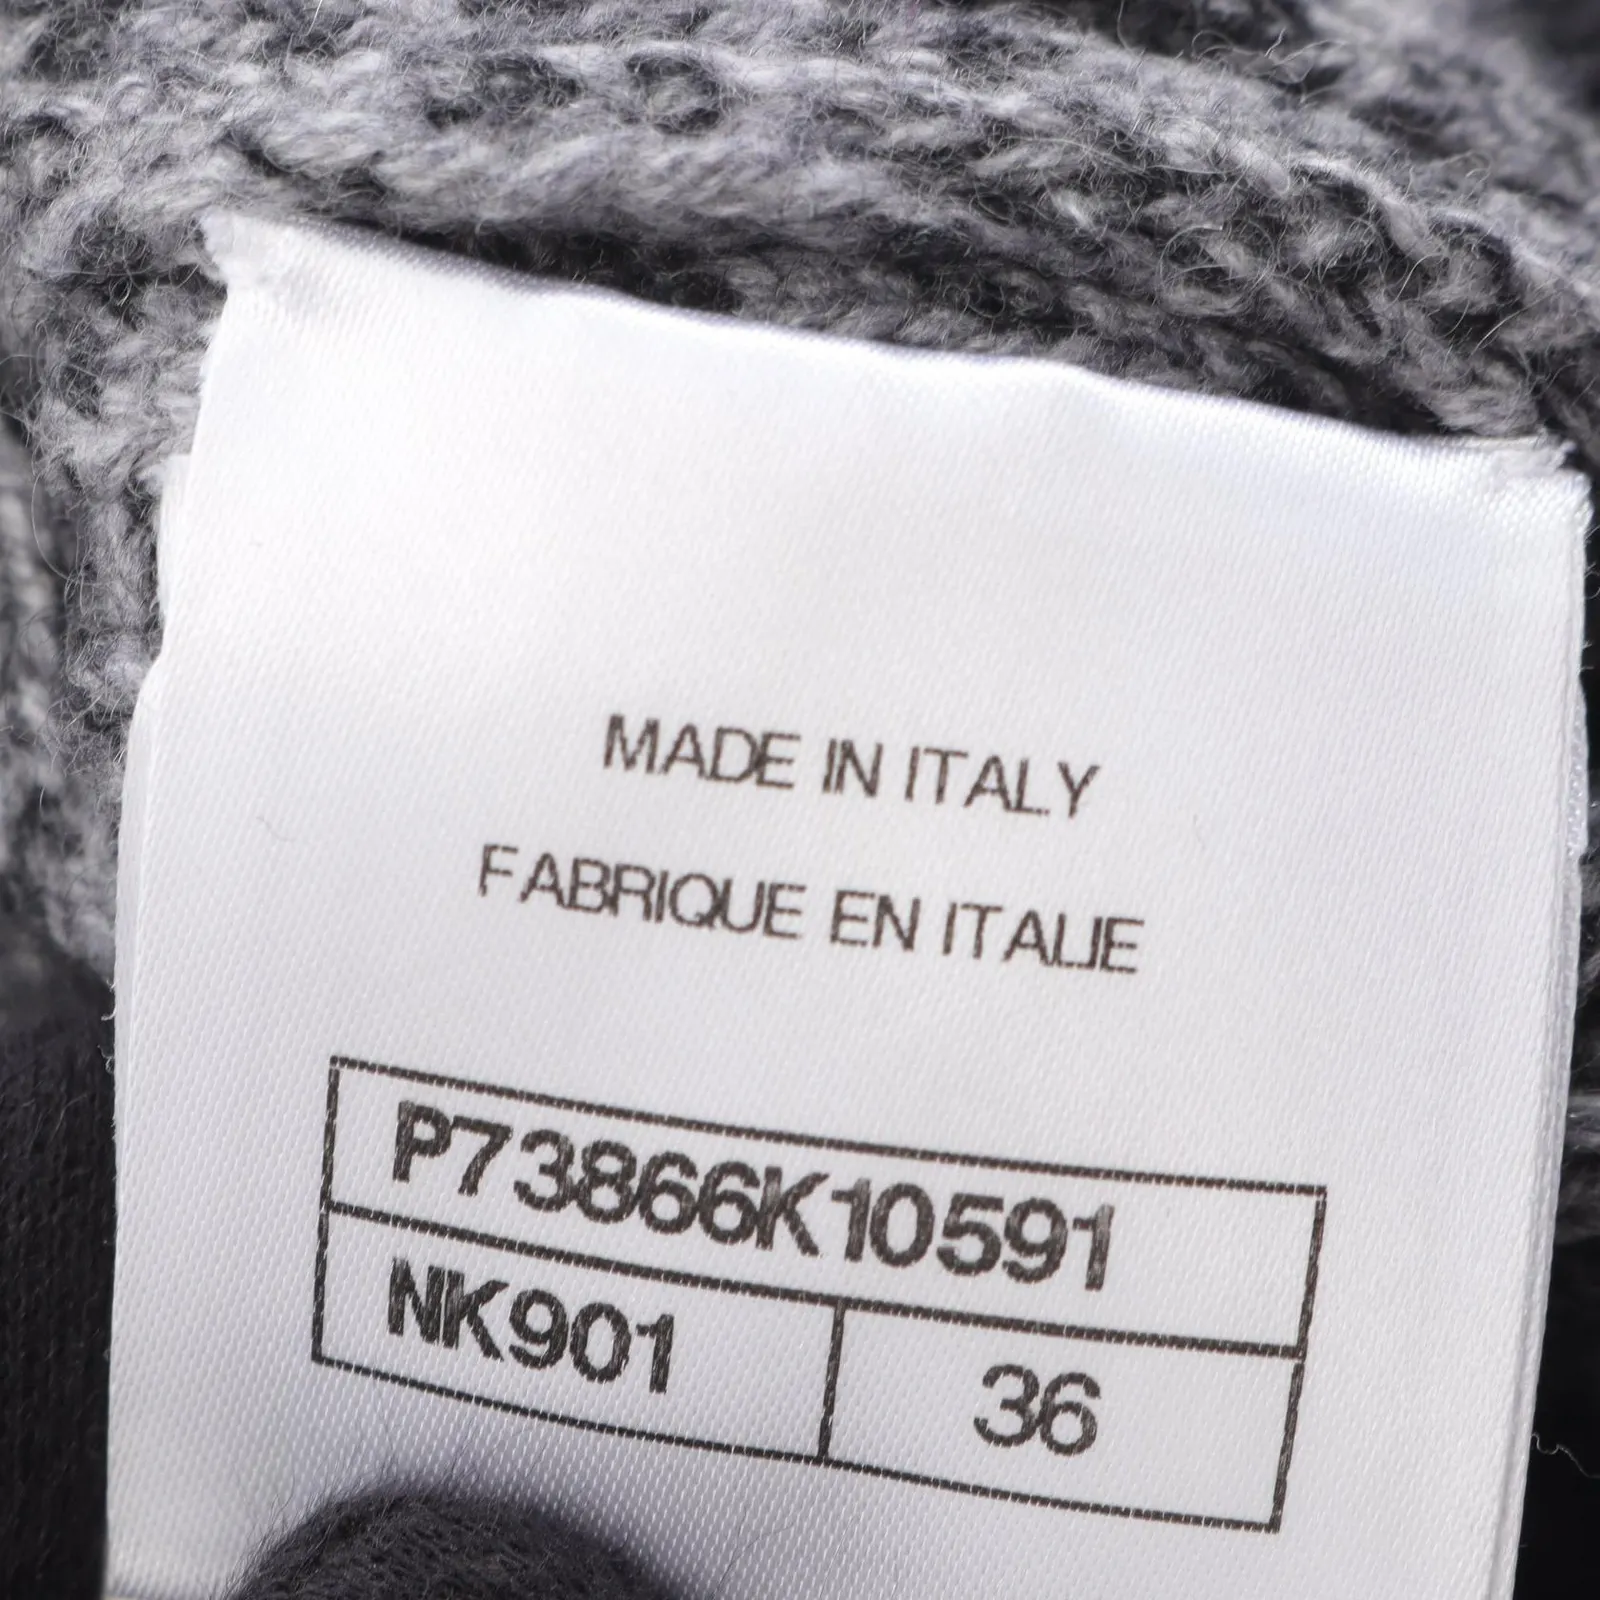 MADE IN ITALY
FABRIQUE EN ITALIE
P73866K10591
NK901 36